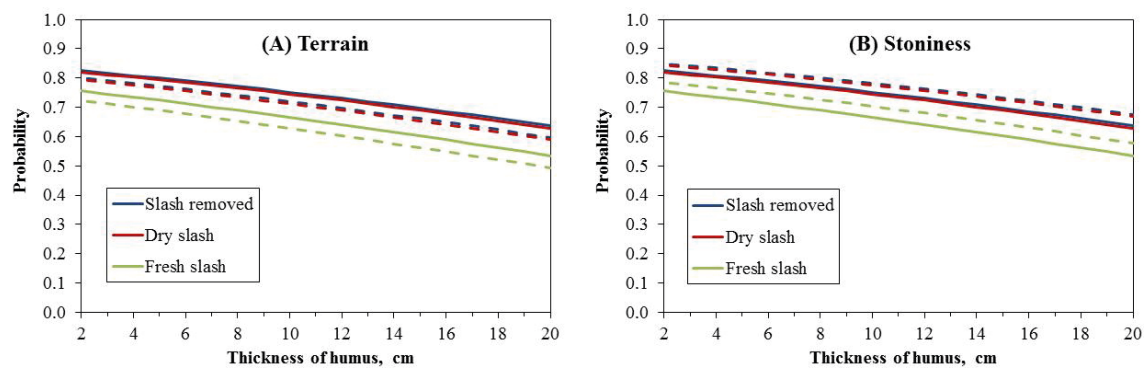 (A) Terrain
Probability
1.0
0.9
0.8
0.7
0.6
0.5
0.4
0.3
0.2
0.1
0.0
Slash removed
Dry slash
Fresh slash
2 4 6 8 10 12 14 16 18 20
Thickness of humus, cm
(B) Stoniness
Probability
1.0
0.9
0.8
0.7
0.6
0.5
0.4
0.3
0.2
0.1
0.0
Slash removed
Dry slash
Fresh slash
2 4 6 8 10 12 14 16 18 20
Thickness of humus, cm